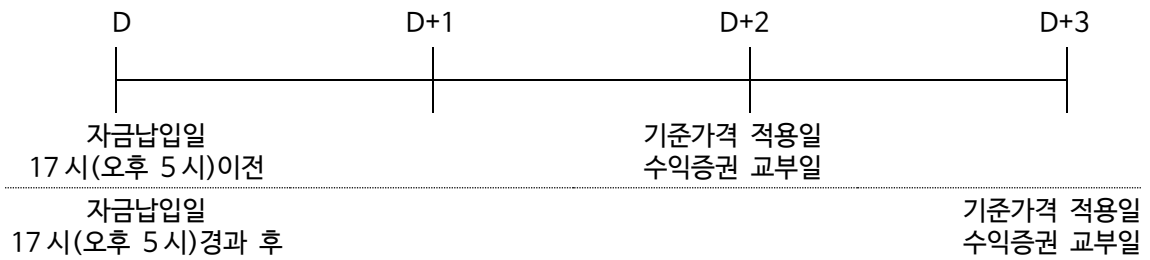 D D+1 D+2 D+3
자금납입일 기준가격 적용일
17시(오후 5시)이전 수익증권 교부일
자금납입일 기준가격 적용일
17시(오후 5시)경과 후 수익증권 교부일